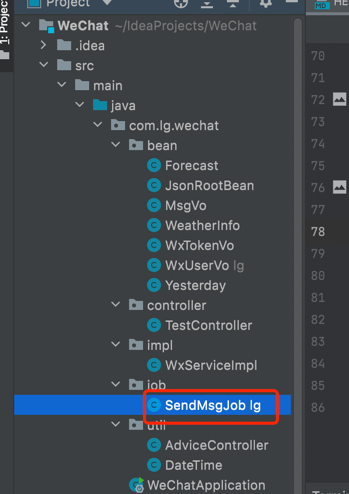 Project
1: Project
WeChat ~/IdeaProjects/WeChat
.idea
src
main
java
com.lg.wechat
bean
Forecast
JsonRootBean
MsgVo
WeatherInfo
WxTokenVo
WxUserVo lg
Yesterday
controller
TestController
impl
WxServiceImpl
job
SendMsgJob lg
util
AdviceController
DateTime
WeChatApplication
MD
70
71
72
73
74
75
76
77
78
79
80
81
82
83
84
85
86